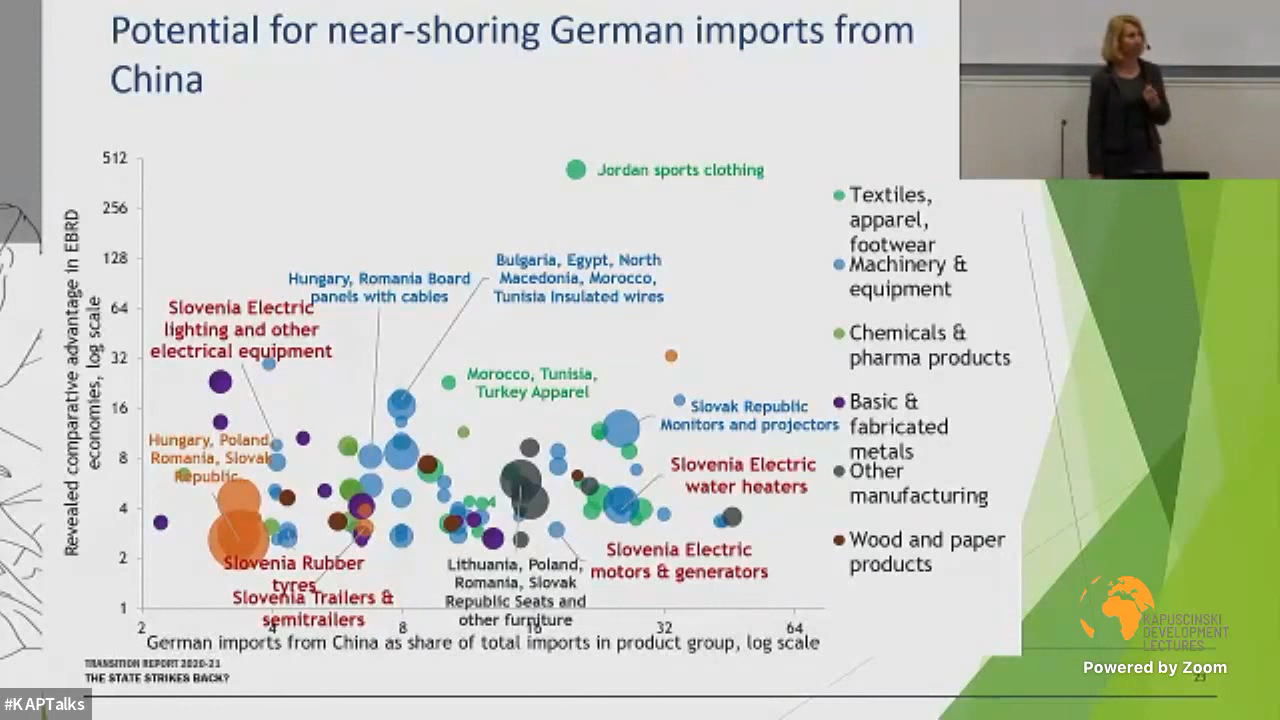 Potential for near-shoring German imports from
China
Revealed comparative advantage in EBRD
economies, log scale
512
256
128
64
32
16
8
4
2
1
Jordan sports clothing
Bulgaria, Egypt, North
Macedonia, Morocco,
Tunisia Insulated wires
Hungary, Romania Board
panels with cables
Slovenia Electric
lighting and other
electrical equipment
Morocco, Tunisia,
Turkey Apparel
Slovak Republic
Monitors and projectors
Hungary, Poland,
Romania, Slovak
Republic
Slovenia Electric
water heaters
Slovenia Electric
motors & generators
Slovenia Rubber
tyres
Slovenia Trailers &
semitrailers
Lithuania, Poland,
Romania, Slovak
Republic Seats and
other furniture
2
4
8
16
32
64
German imports from China as share of total imports in product group, log scale
Textiles,
apparel,
footwear
Machinery &
equipment
Chemicals &
pharma products
Basic &
fabricated
metals
Other
manufacturing
Wood and paper
products
TRANSITION REPORT 2020-21
THE STATE STRIKES BACK?
KAPUSCINSKI
DEVELOPMENT
LECTURES
Powered by Zoom
#KAPTalks